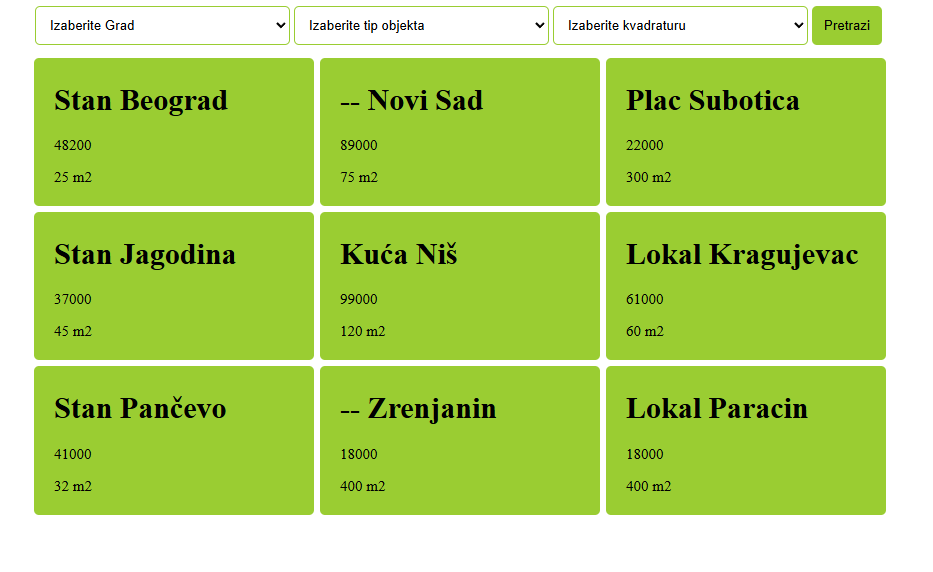 Izaberite Grad
Izaberite tip objekta
Izaberite kvadraturu
Pretrazi
Stan Beograd
48200
25 m2
-- Novi Sad
89000
75 m2
Plac Subotica
22000
300 m2
Stan Jagodina
37000
45 m2
Kuća Niš
99000
120 m2
Lokal Kragujevac
61000
60 m2
Stan Pančevo
41000
32 m2
-- Zrenjanin
18000
400 m2
Lokal Paracin
18000
400 m2